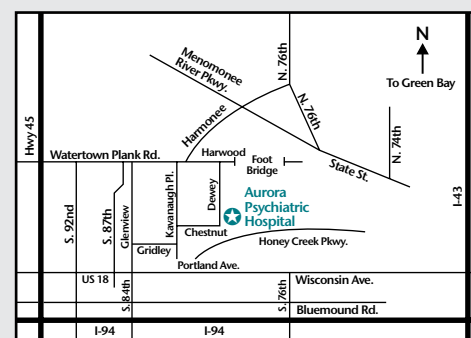 N
To Green Bay
N. 76th
Menomonee
River Pkwy.
Harmonee
N. 76th
N. 74th
Hwy 45
Watertown Plank Rd.
Harwood
Foot
Bridge
State St.
I-43
S. 92nd
S. 87th
Glenview
Kavanaugh Pl.
Dewey
Aurora
Psychiatric
Hospital
Chestnut
Honey Creek Pkwy.
Gridley
Portland Ave.
US 18
S. 84th
S. 76th
Wisconsin Ave.
Bluemound Rd.
I-94
I-94